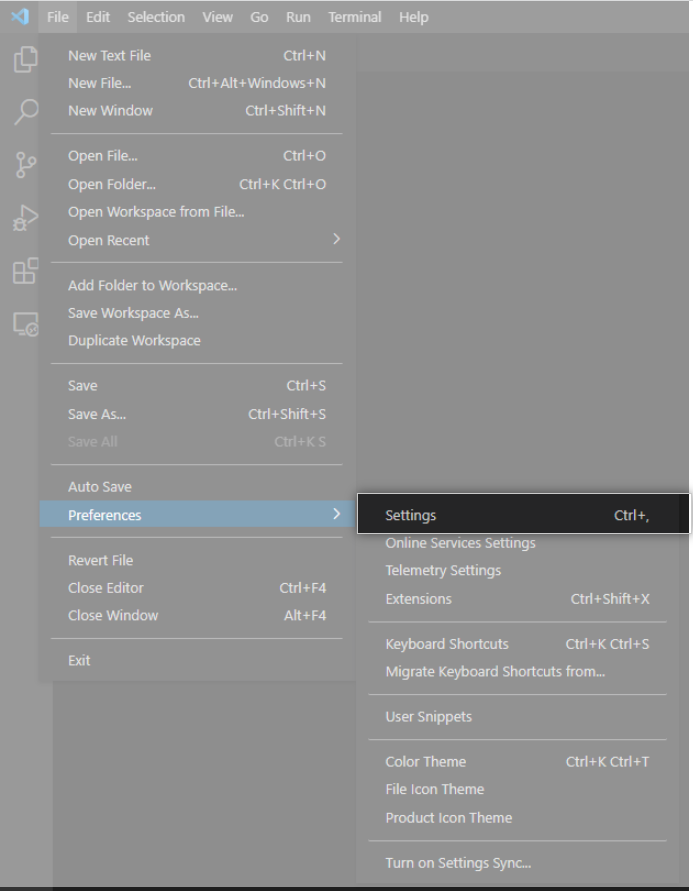 File Edit Selection View Go Run Terminal Help
New Text File Ctrl+N
New File... Ctrl+Alt+Windows+N
New Window Ctrl+Shift+N
Open File... Ctrl+O
Open Folder... Ctrl+K Ctrl+O
Open Workspace from File...
Open Recent
Add Folder to Workspace...
Save Workspace As...
Duplicate Workspace
Save Ctrl+S
Save As... Ctrl+Shift+S
Save All Ctrl+K S
Auto Save
Preferences
Revert File
Close Editor Ctrl+F4
Close Window Alt+F4
Exit
Settings Ctrl+,
Online Services Settings
Telemetry Settings
Extensions Ctrl+Shift+X
Keyboard Shortcuts Ctrl+K Ctrl+S
Migrate Keyboard Shortcuts from...
User Snippets
Color Theme Ctrl+K Ctrl+T
File Icon Theme
Product Icon Theme
Turn on Settings Sync...